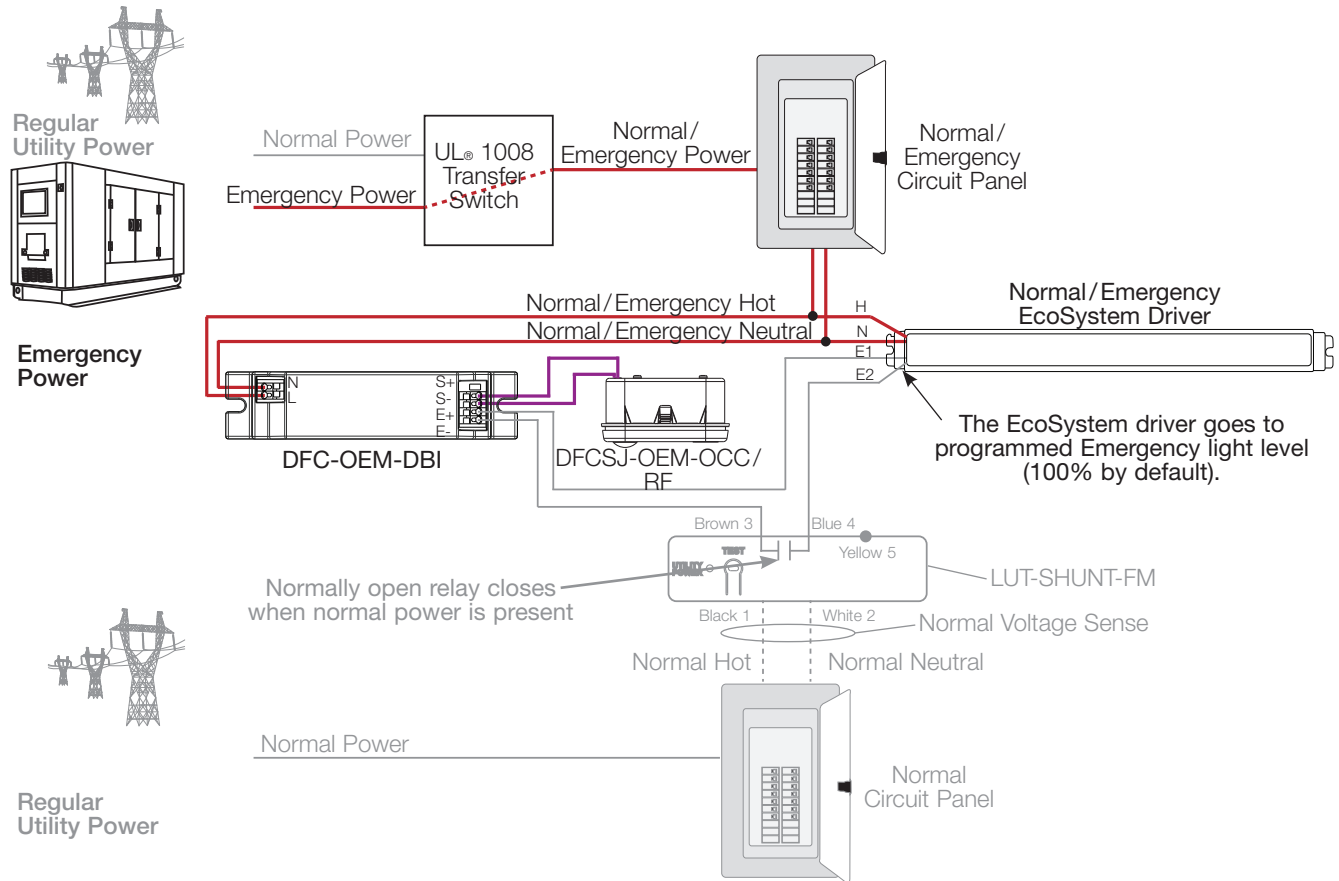 Regular
Utility Power
Normal Power
Emergency Power
UL® 1008
Transfer
Switch
Normal/
Emergency Power
Normal/
Emergency
Circuit Panel
Emergency
Power
Normal/Emergency Hot
Normal/Emergency Neutral
H
N
E1
E2
Normal/Emergency
EcoSystem Driver
N
L
S+
S-
E+
E-
DFC-OEM-DBI
DFCSJ-OEM-OCC/
RF
The EcoSystem driver goes to
programmed Emergency light level
(100% by default).
Brown 3
Blue 4
Yellow 5
TEST
UTILITY
POWER
LUT-SHUNT-FM
Normally open relay closes
when normal power is present
Black 1
White 2
Normal Voltage Sense
Normal Hot
Normal Neutral
Normal Power
Regular
Utility Power
Normal
Circuit Panel